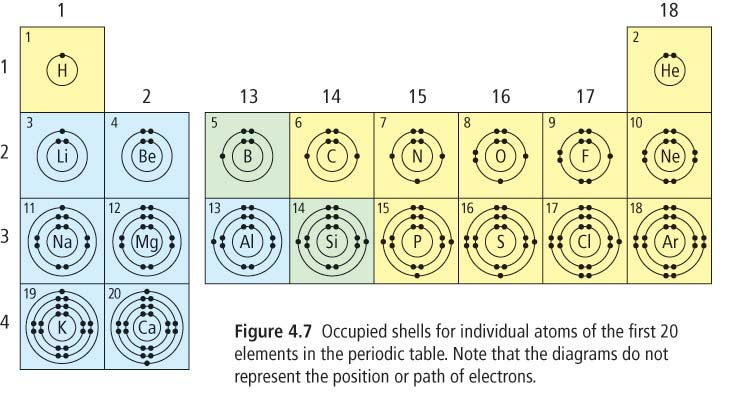 1 18
1 2
H He
1 2 13 14 15 16 17
3 4 5 6 7 8 9 10
2 Li Be B C N O F Ne
11 12 13 14 15 16 17 18
3 Na Mg Al Si P S Cl Ar
19 20
4 K Ca
Figure 4.7 Occupied shells for individual atoms of the first 20
elements in the periodic table. Note that the diagrams do not
represent the position or path of electrons.